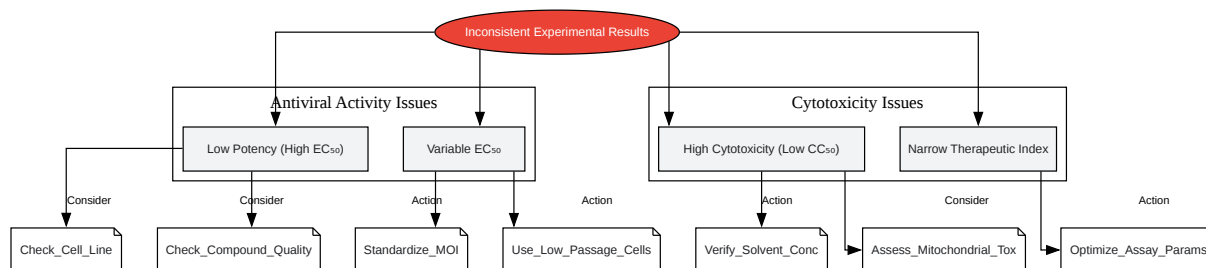 Inconsistent Experimental Results
Antiviral Activity Issues
Cytotoxicity Issues
Low Potency (High EC₅₀)
Variable EC₅₀
High Cytotoxicity (Low CC₅₀)
Narrow Therapeutic Index
Consider
Consider
Action
Action
Action
Consider
Action
Check_Cell_Line
Check_Compound_Quality
Standardize_MOI
Use_Low_Passage_Cells
Verify_Solvent_Conc
Assess_Mitochondrial_Tox
Optimize_Assay_Params